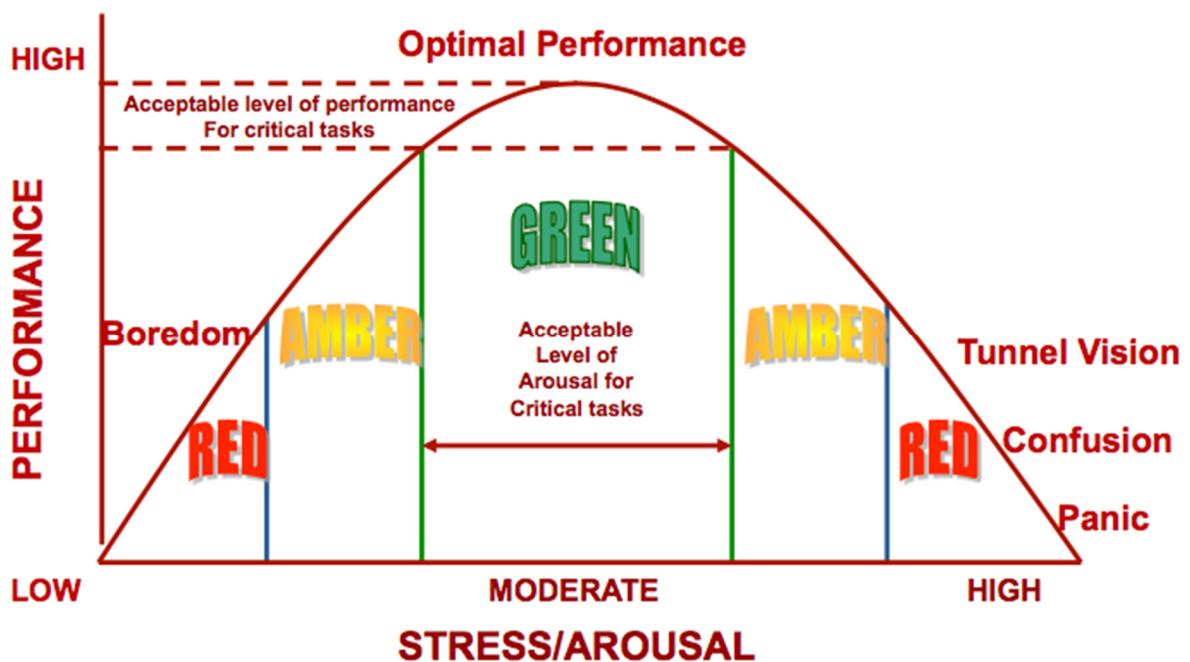 Optimal Performance
HIGH
Acceptable level of performance
For critical tasks
PERFORMANCE
GREEN
Boredom
AMBER
Acceptable
Level of
Arousal for
Critical tasks
AMBER
Tunnel Vision
RED
RED
Confusion
Panic
LOW
MODERATE
HIGH
STRESS/AROUSAL